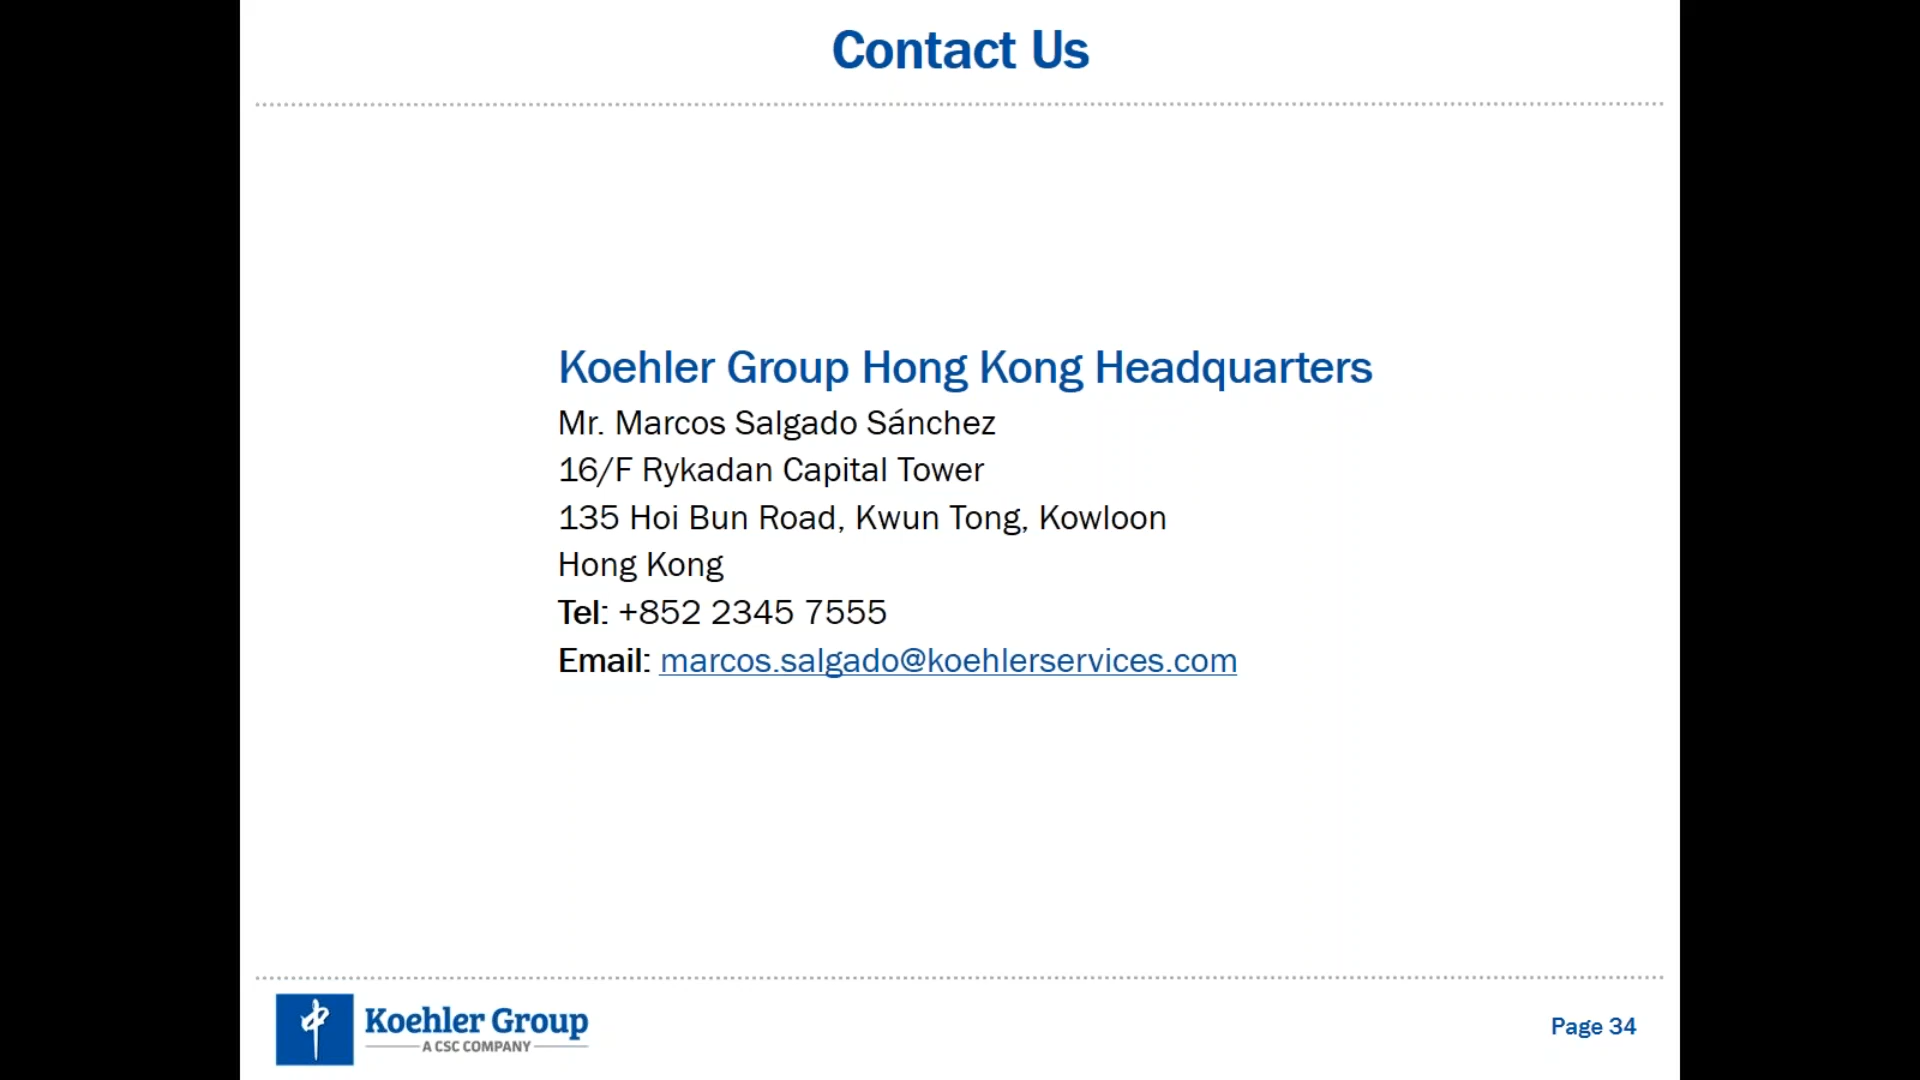 Contact Us
Koehler Group Hong Kong Headquarters
Mr. Marcos Salgado Sánchez
16/F Rykadan Capital Tower
135 Hoi Bun Road, Kwun Tong, Kowloon
Hong Kong
Tel: +852 2345 7555
Email: marcos.salgado@koehlerservices.com
Koehler Group
A CSC COMPANY
Page 34